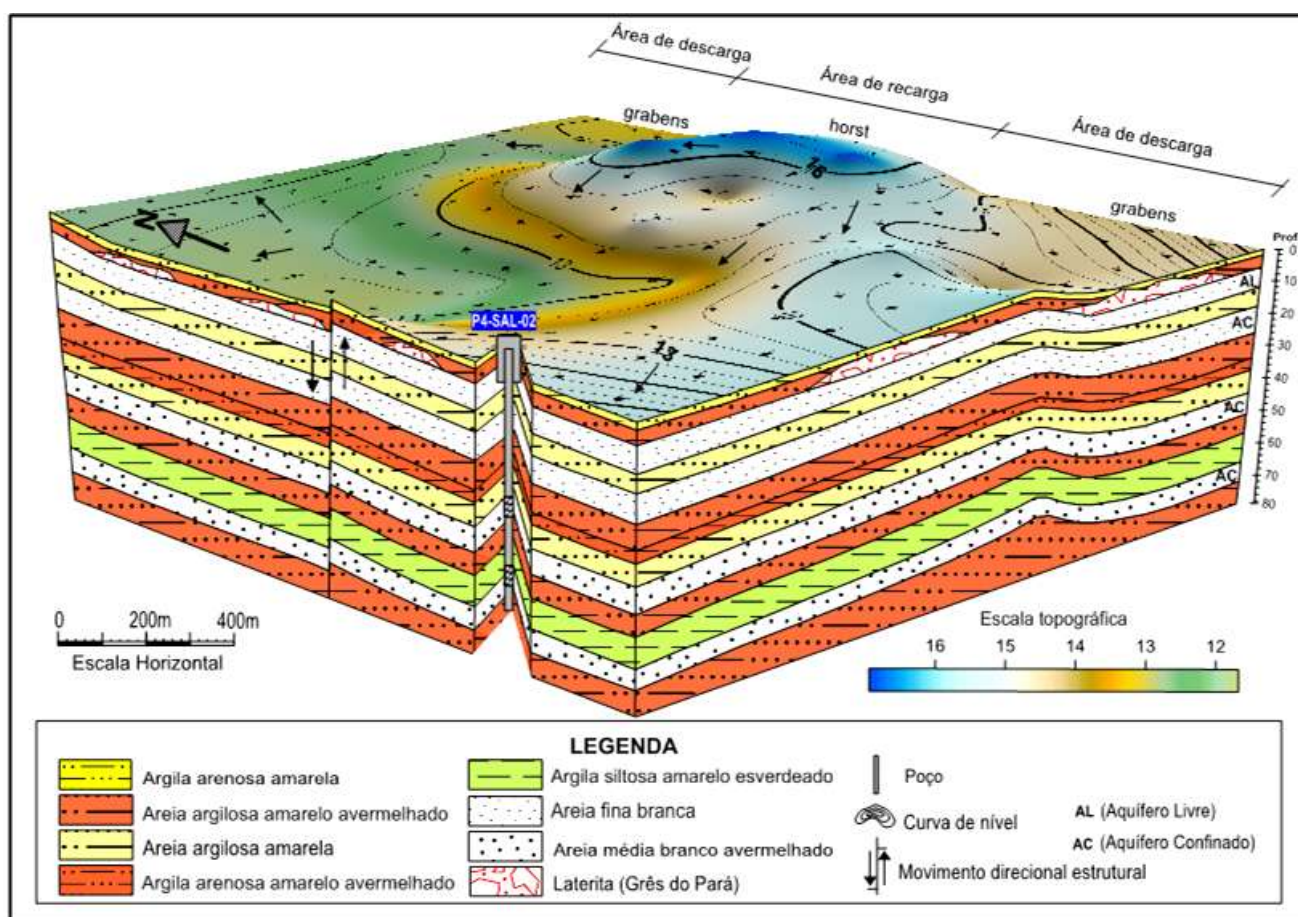 Área de descarga
Área de recarga
Área de descarga
grabens
horst
grabens
16
N
12
13
P4-SAL-02
Prof
0
10
20
30
40
50
60
70
80
AL
AC
AC
AC
0 200m 400m
Escala Horizontal
Escala topográfica
16 15 14 13 12
LEGENDA
Argila arenosa amarela
Areia argilosa amarelo avermelhado
Areia argilosa amarela
Argila arenosa amarelo avermelhado
Argila siltosa amarelo esverdeado
Areia fina branca
Areia média branco avermelhado
Laterita (Grês do Pará)
Poço
Curva de nível
Movimento direcional estrutural
AL (Aquífero Livre)
AC (Aquífero Confinado)